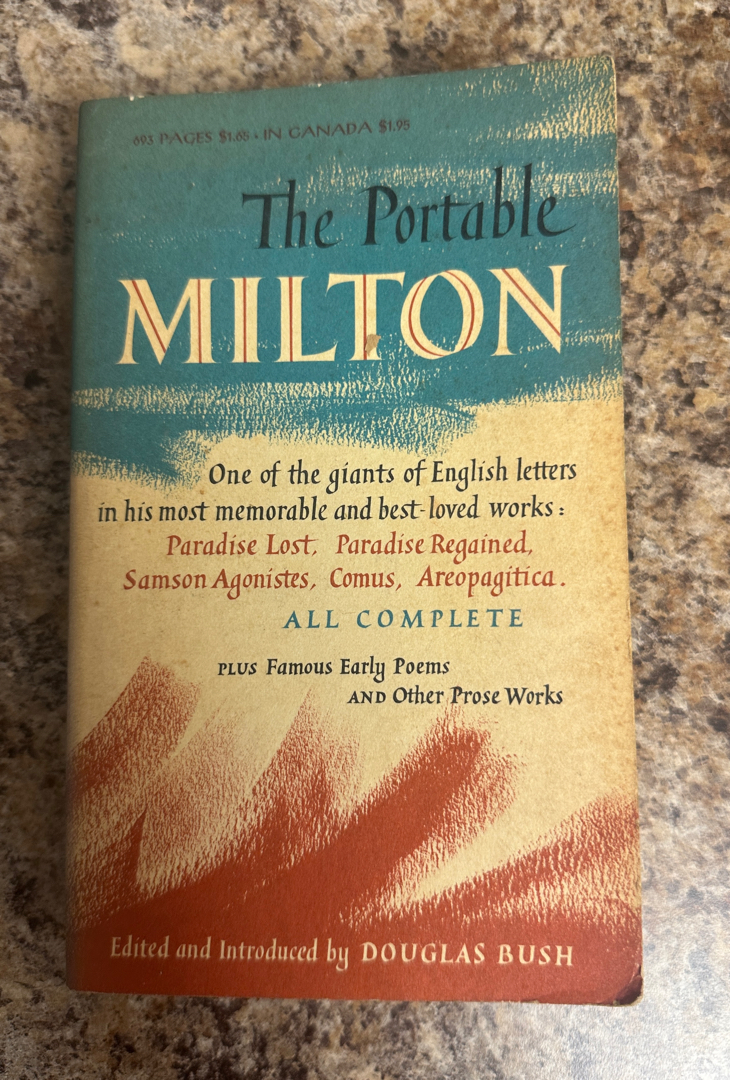 693 PAGES $1.65 · IN CANADA $1.95
The Portable
MILTON
One of the giants of English letters
in his most memorable and best-loved works:
Paradise Lost, Paradise Regained,
Samson Agonistes, Comus, Areopagitica.
ALL COMPLETE
PLUS Famous Early Poems
AND Other Prose Works
Edited and Introduced by DOUGLAS BUSH